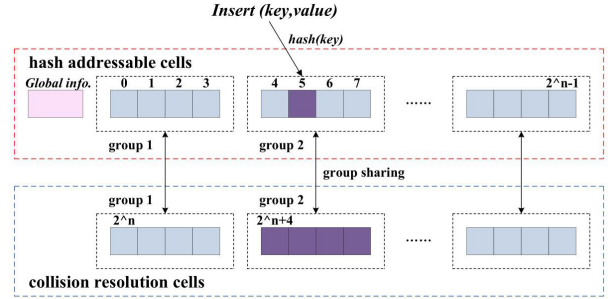 Insert (key,value)
hash(key)
hash addressable cells
Global info.
0 1 2 3
4 5 6 7
2^n-1
......
group 1
group 2
group sharing
group 1
group 2
2^n
2^n+4
......
collision resolution cells